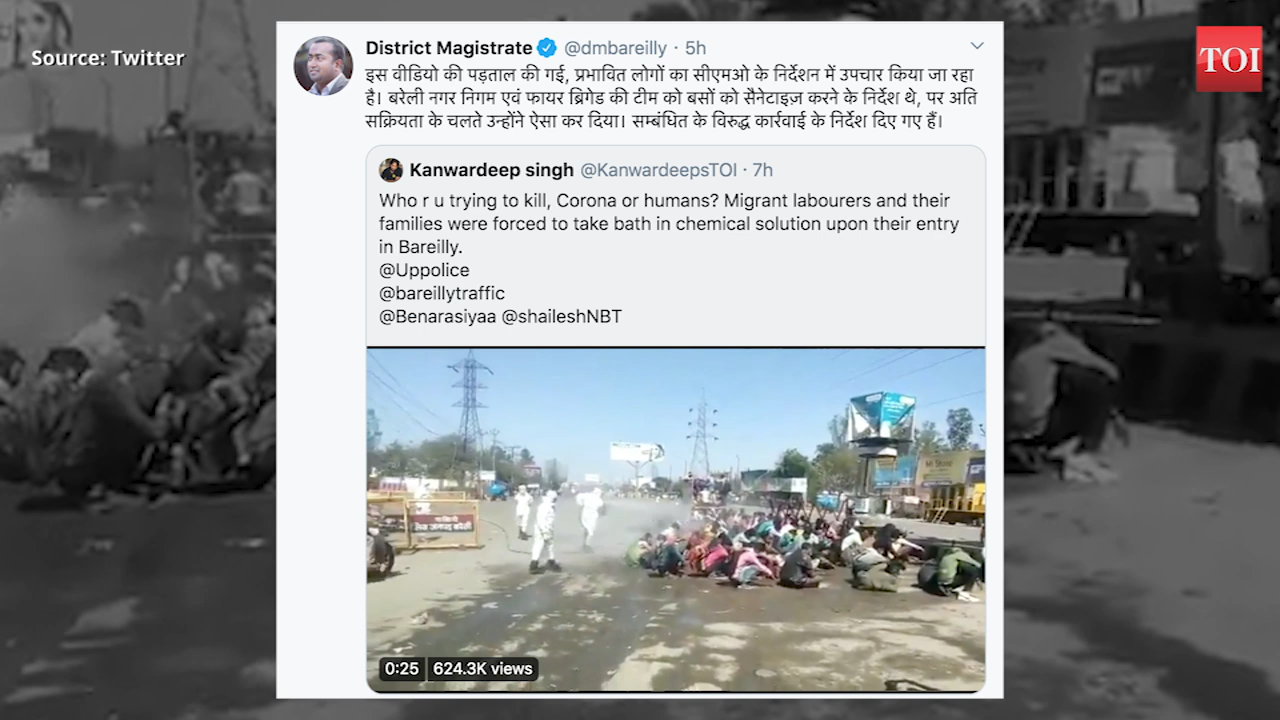 Source: Twitter
TOI
District Magistrate @dmbareilly · 5h
इस वीडियो की पड़ताल की गई, प्रभावित लोगों का सीएमओ के निर्देशन में उपचार किया जा रहा
है। बरेली नगर निगम एवं फायर ब्रिगेड की टीम को बसों को सैनेटाइज़ करने के निर्देश थे, पर अति
सक्रियता के चलते उन्होंने ऐसा कर दिया। सम्बंधित के विरुद्ध कार्रवाई के निर्देश दिए गए हैं।
Kanwardeep singh @KanwardeepsTOI · 7h
Who r u trying to kill, Corona or humans? Migrant labourers and their
families were forced to take bath in chemical solution upon their entry
in Bareilly.
@Uppolice
@bareillytraffic
@Benarasiyaa @shaileshNBT
0:25 624.3K views